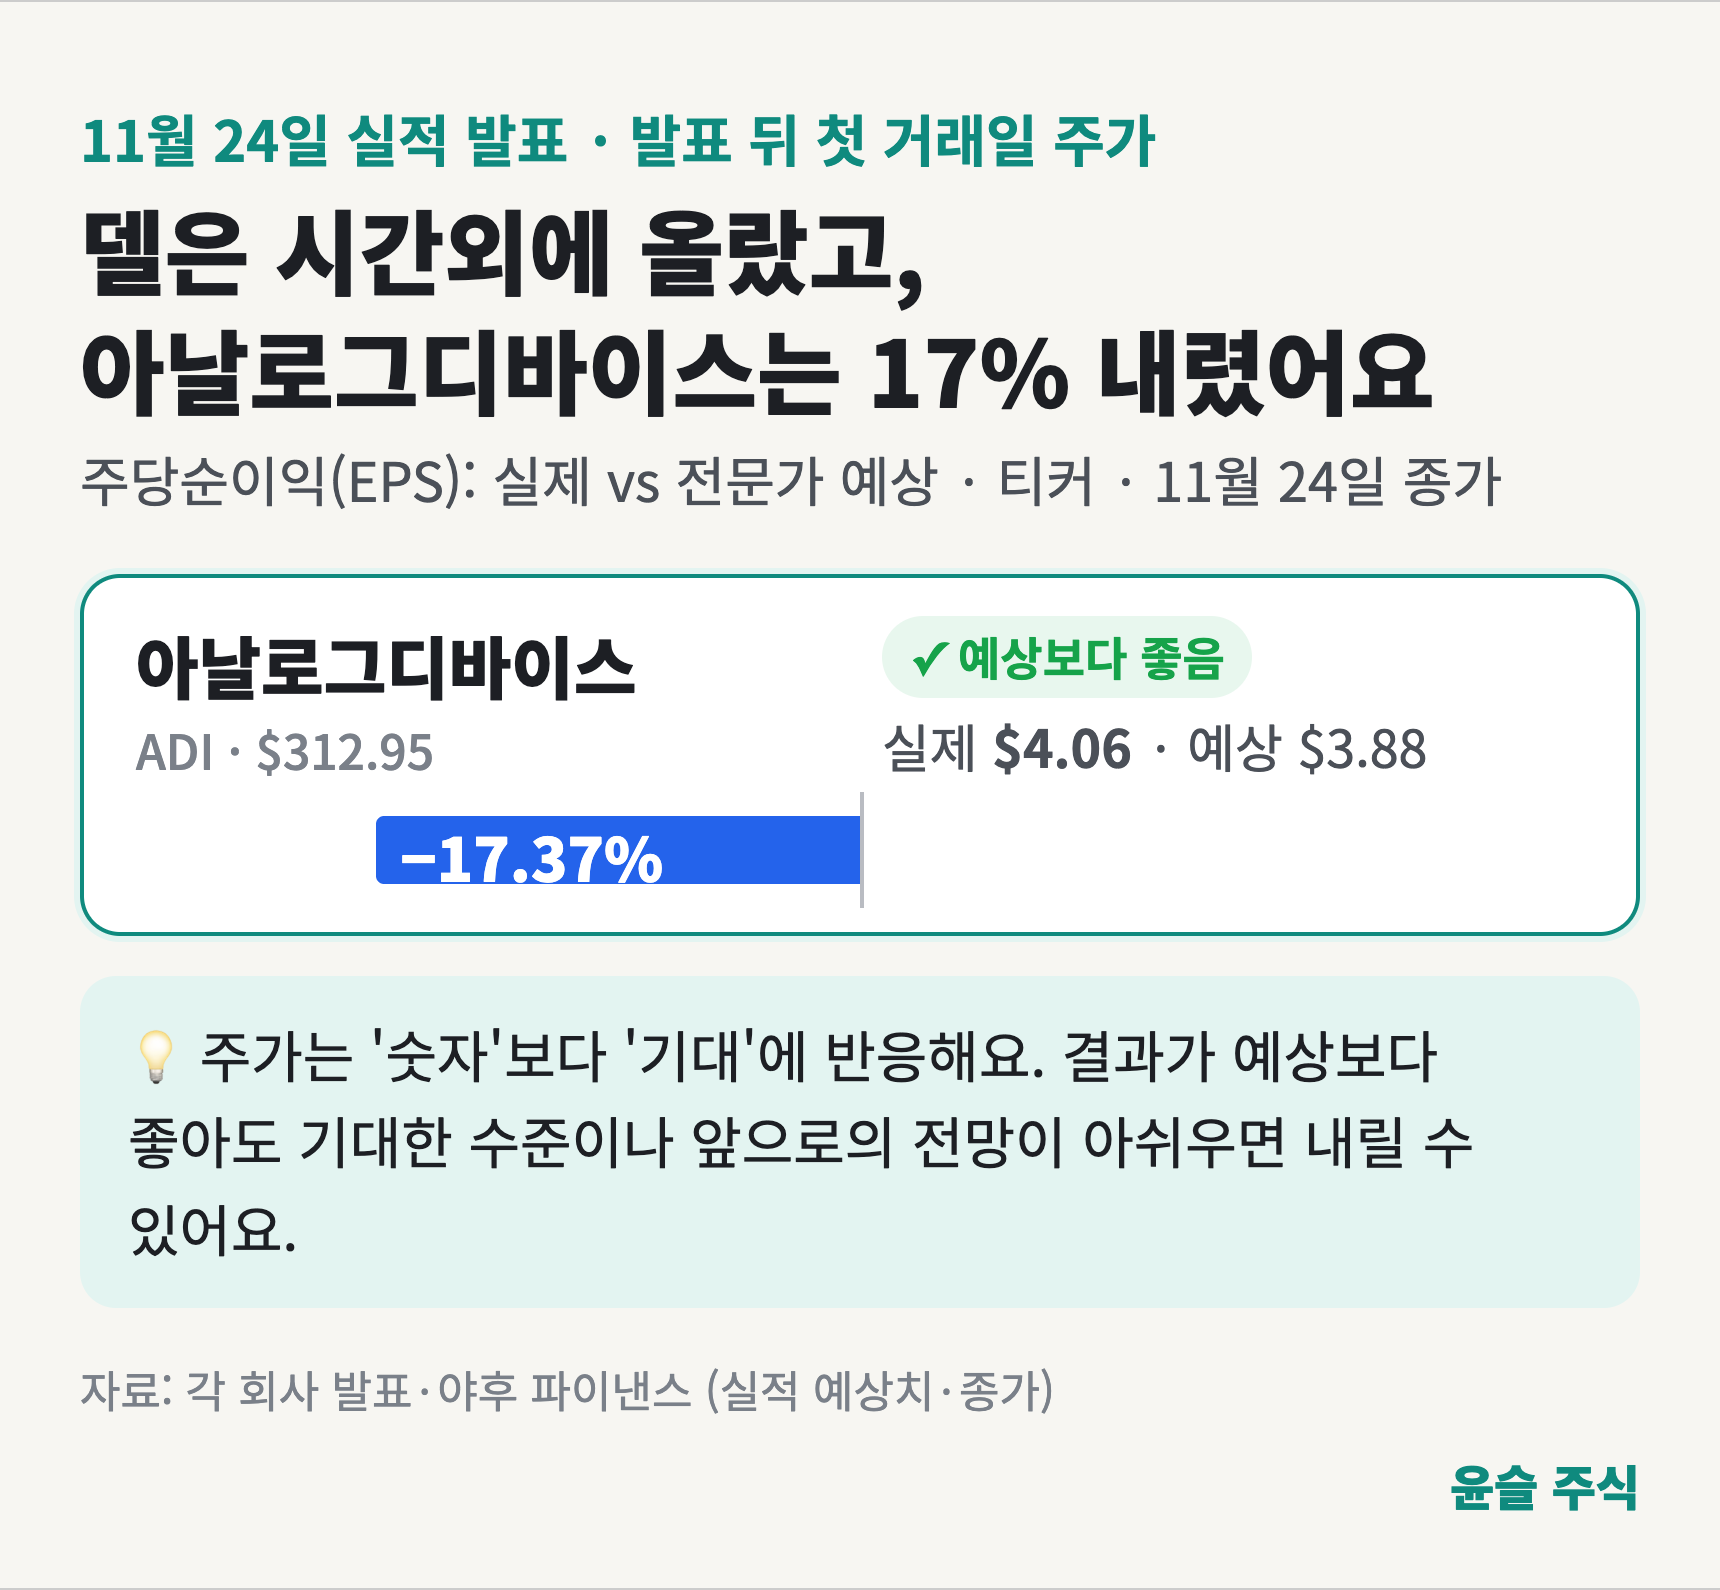 11월 24일 실적 발표 · 발표 뒤 첫 거래일 주가
델은 시간외에 올랐고,
아날로그디바이스는 17% 내렸어요
주당순이익(EPS): 실제 vs 전문가 예상 · 티커 · 11월 24일 종가
아날로그디바이스
✓예상보다 좋음
ADI · $312.95
실제 $4.06 · 예상 $3.88
−17.37%
💡 주가는 '숫자'보다 '기대'에 반응해요. 결과가 예상보다
좋아도 기대한 수준이나 앞으로의 전망이 아쉬우면 내릴 수
있어요.
자료: 각 회사 발표·야후 파이낸스 (실적 예상치·종가)
윤슬 주식